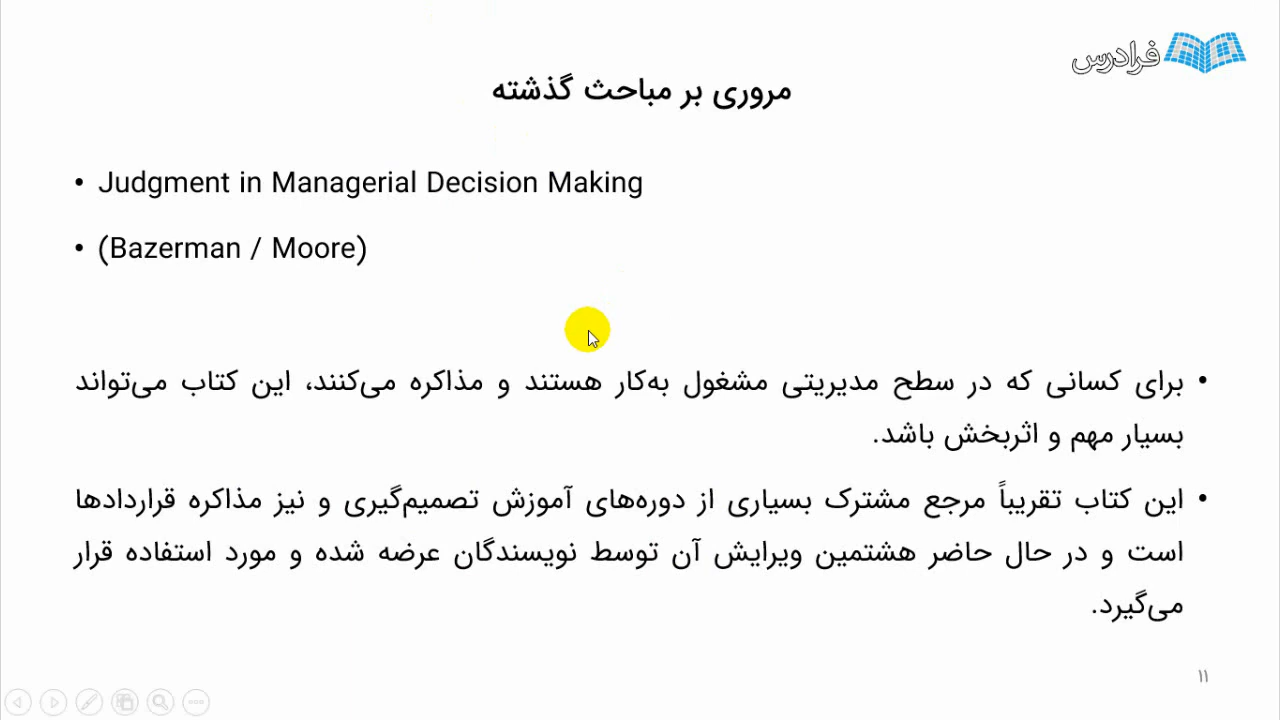 فرادرس
مروری بر مباحث گذشته
• Judgment in Managerial Decision Making
• (Bazerman / Moore)
• برای کسانی که در سطح مدیریتی مشغول به‌کار هستند و مذاکره می‌کنند، این کتاب می‌تواند
بسیار مهم و اثربخش باشد.
• این کتاب تقریباً مرجع مشترک بسیاری از دوره‌های آموزش تصمیم‌گیری و نیز مذاکره قراردادها
است و در حال حاضر هشتمین ویرایش آن توسط نویسندگان عرضه شده و مورد استفاده قرار
می‌گیرد.
۱۱